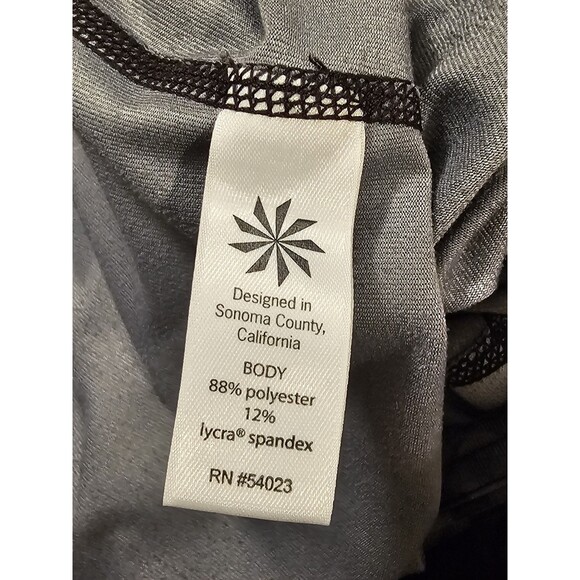 Designed in
Sonoma County,
California
BODY
88% polyester
12%
lycra® spandex
RN #54023